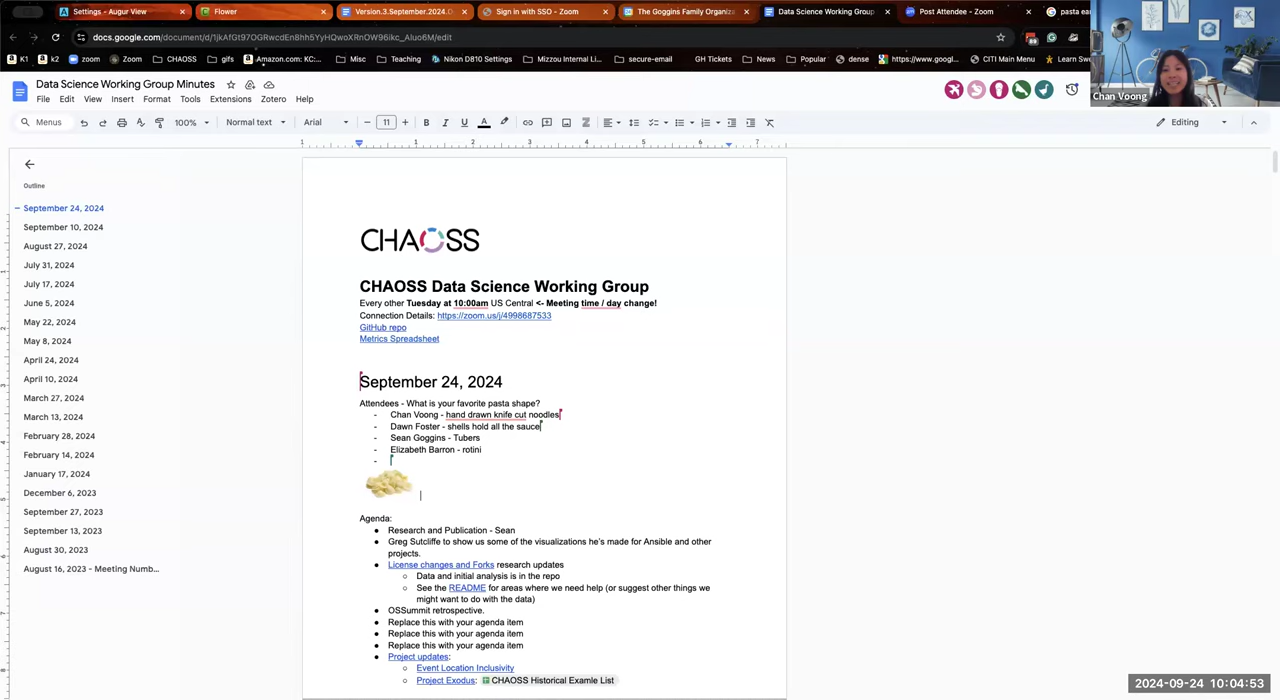 Settings - Augur View
Flower
Version.3.September.2024.D
Sign in with SSO - Zoom
The Goggins Family Organiza
Data Science Working Group
Post Attendee - Zoom
pasta ear
docs.google.com/document/d/1jkAfGt97OGRwcdEn8hh5YyHQwoXRnOW96ikc_Aluo6M/edit
K1
k2
zoom
Zoom
CHAOSS
gifs
Amazon.com: KC:...
Misc
Teaching
Nikon D810 Settings
Mizzou Internal Li...
secure-email
GH Tickets
News
Popular
dense
https://www.googl...
CITI Main Menu
Learn Swe
Chan Voong
Data Science Working Group Minutes
File Edit View Insert Format Tools Extensions Zotero Help
Menus
100%
Normal text
Arial
11
Editing
1 1 2 3 4 5 6 7
Outline
September 24, 2024
September 10, 2024
August 27, 2024
July 31, 2024
July 17, 2024
June 5, 2024
May 22, 2024
May 8, 2024
April 24, 2024
April 10, 2024
March 27, 2024
March 13, 2024
February 28, 2024
February 14, 2024
January 17, 2024
December 6, 2023
September 27, 2023
September 13, 2023
August 30, 2023
August 16, 2023 - Meeting Numb...
CHAOSS
CHAOSS Data Science Working Group
Every other Tuesday at 10:00am US Central <- Meeting time / day change!
Connection Details: https://zoom.us/j/4998687533
GitHub repo
Metrics Spreadsheet
September 24, 2024
Attendees - What is your favorite pasta shape?
- Chan Voong - hand drawn knife cut noodles
- Dawn Foster - shells hold all the sauce
- Sean Goggins - Tubers
- Elizabeth Barron - rotini
-
Agenda:
● Research and Publication - Sean
● Greg Sutcliffe to show us some of the visualizations he's made for Ansible and other
projects.
● License changes and Forks research updates
○ Data and initial analysis is in the repo
○ See the README for areas where we need help (or suggest other things we
might want to do with the data)
● OSSummit retrospective.
● Replace this with your agenda item
● Replace this with your agenda item
● Replace this with your agenda item
● Project updates:
○ Event Location Inclusivity
○ Project Exodus: CHAOSS Historical Examle List
2024-09-24 10:04:53